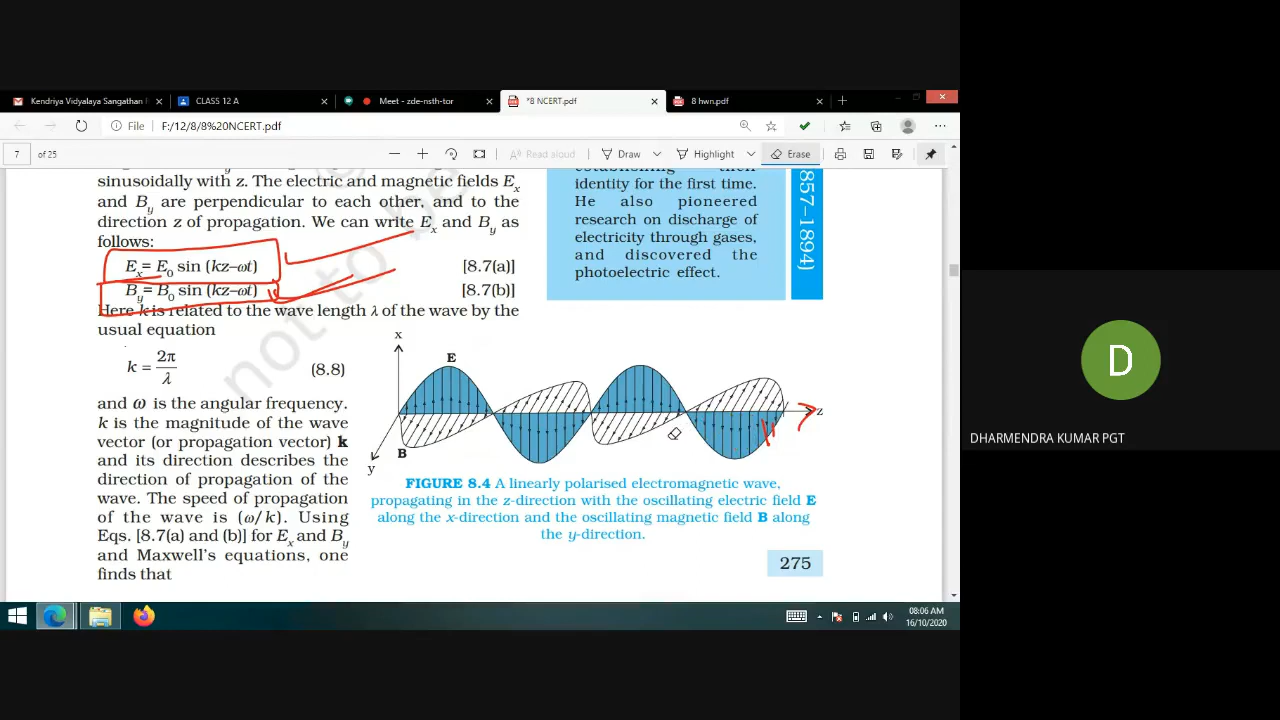 Kendriya Vidyalaya Sangathan
CLASS 12 A
Meet - zde-nsth-tor
*8 NCERT.pdf
8 hwn.pdf
File
F:/12/8/8%20NCERT.pdf
7 of 25
Read aloud
Draw
Highlight
Erase
sinusoidally with z. The electric and magnetic fields Ex
and By are perpendicular to each other, and to the
direction z of propagation. We can write Ex and By as
follows:
Ex= E0 sin (kz–ωt) [8.7(a)]
By= B0 sin (kz–ωt) [8.7(b)]
Here k is related to the wave length λ of the wave by the
usual equation
k = 2π/λ (8.8)
and ω is the angular frequency.
k is the magnitude of the wave
vector (or propagation vector) k
and its direction describes the
direction of propagation of the
wave. The speed of propagation
of the wave is (ω/k). Using
Eqs. [8.7(a) and (b)] for Ex and By
and Maxwell's equations, one
finds that
identity for the first time.
He also pioneered
research on discharge of
electricity through gases,
and discovered the
photoelectric effect.
857–1894)
x
E
z
B
y
FIGURE 8.4 A linearly polarised electromagnetic wave,
propagating in the z-direction with the oscillating electric field E
along the x-direction and the oscillating magnetic field B along
the y-direction.
275
not to be
08:06 AM
16/10/2020
D
DHARMENDRA KUMAR PGT